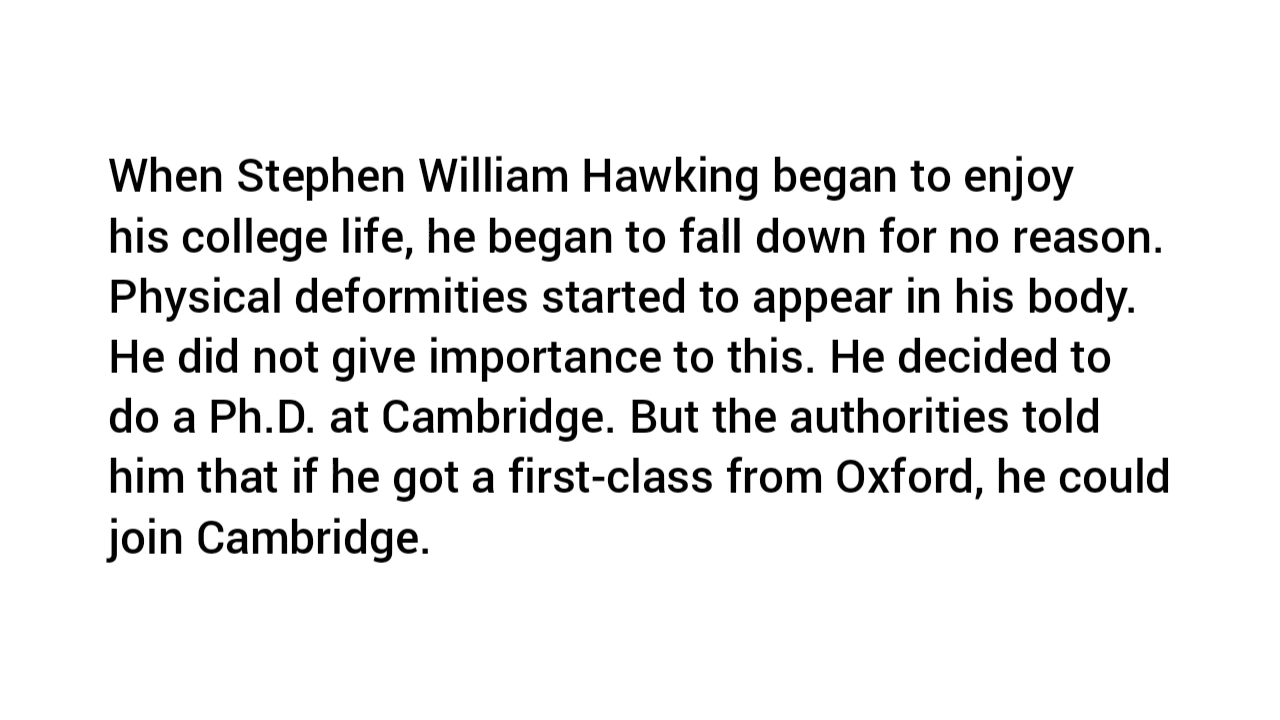 When Stephen William Hawking began to enjoy
his college life, he began to fall down for no reason.
Physical deformities started to appear in his body.
He did not give importance to this. He decided to
do a Ph.D. at Cambridge. But the authorities told
him that if he got a first-class from Oxford, he could
join Cambridge.